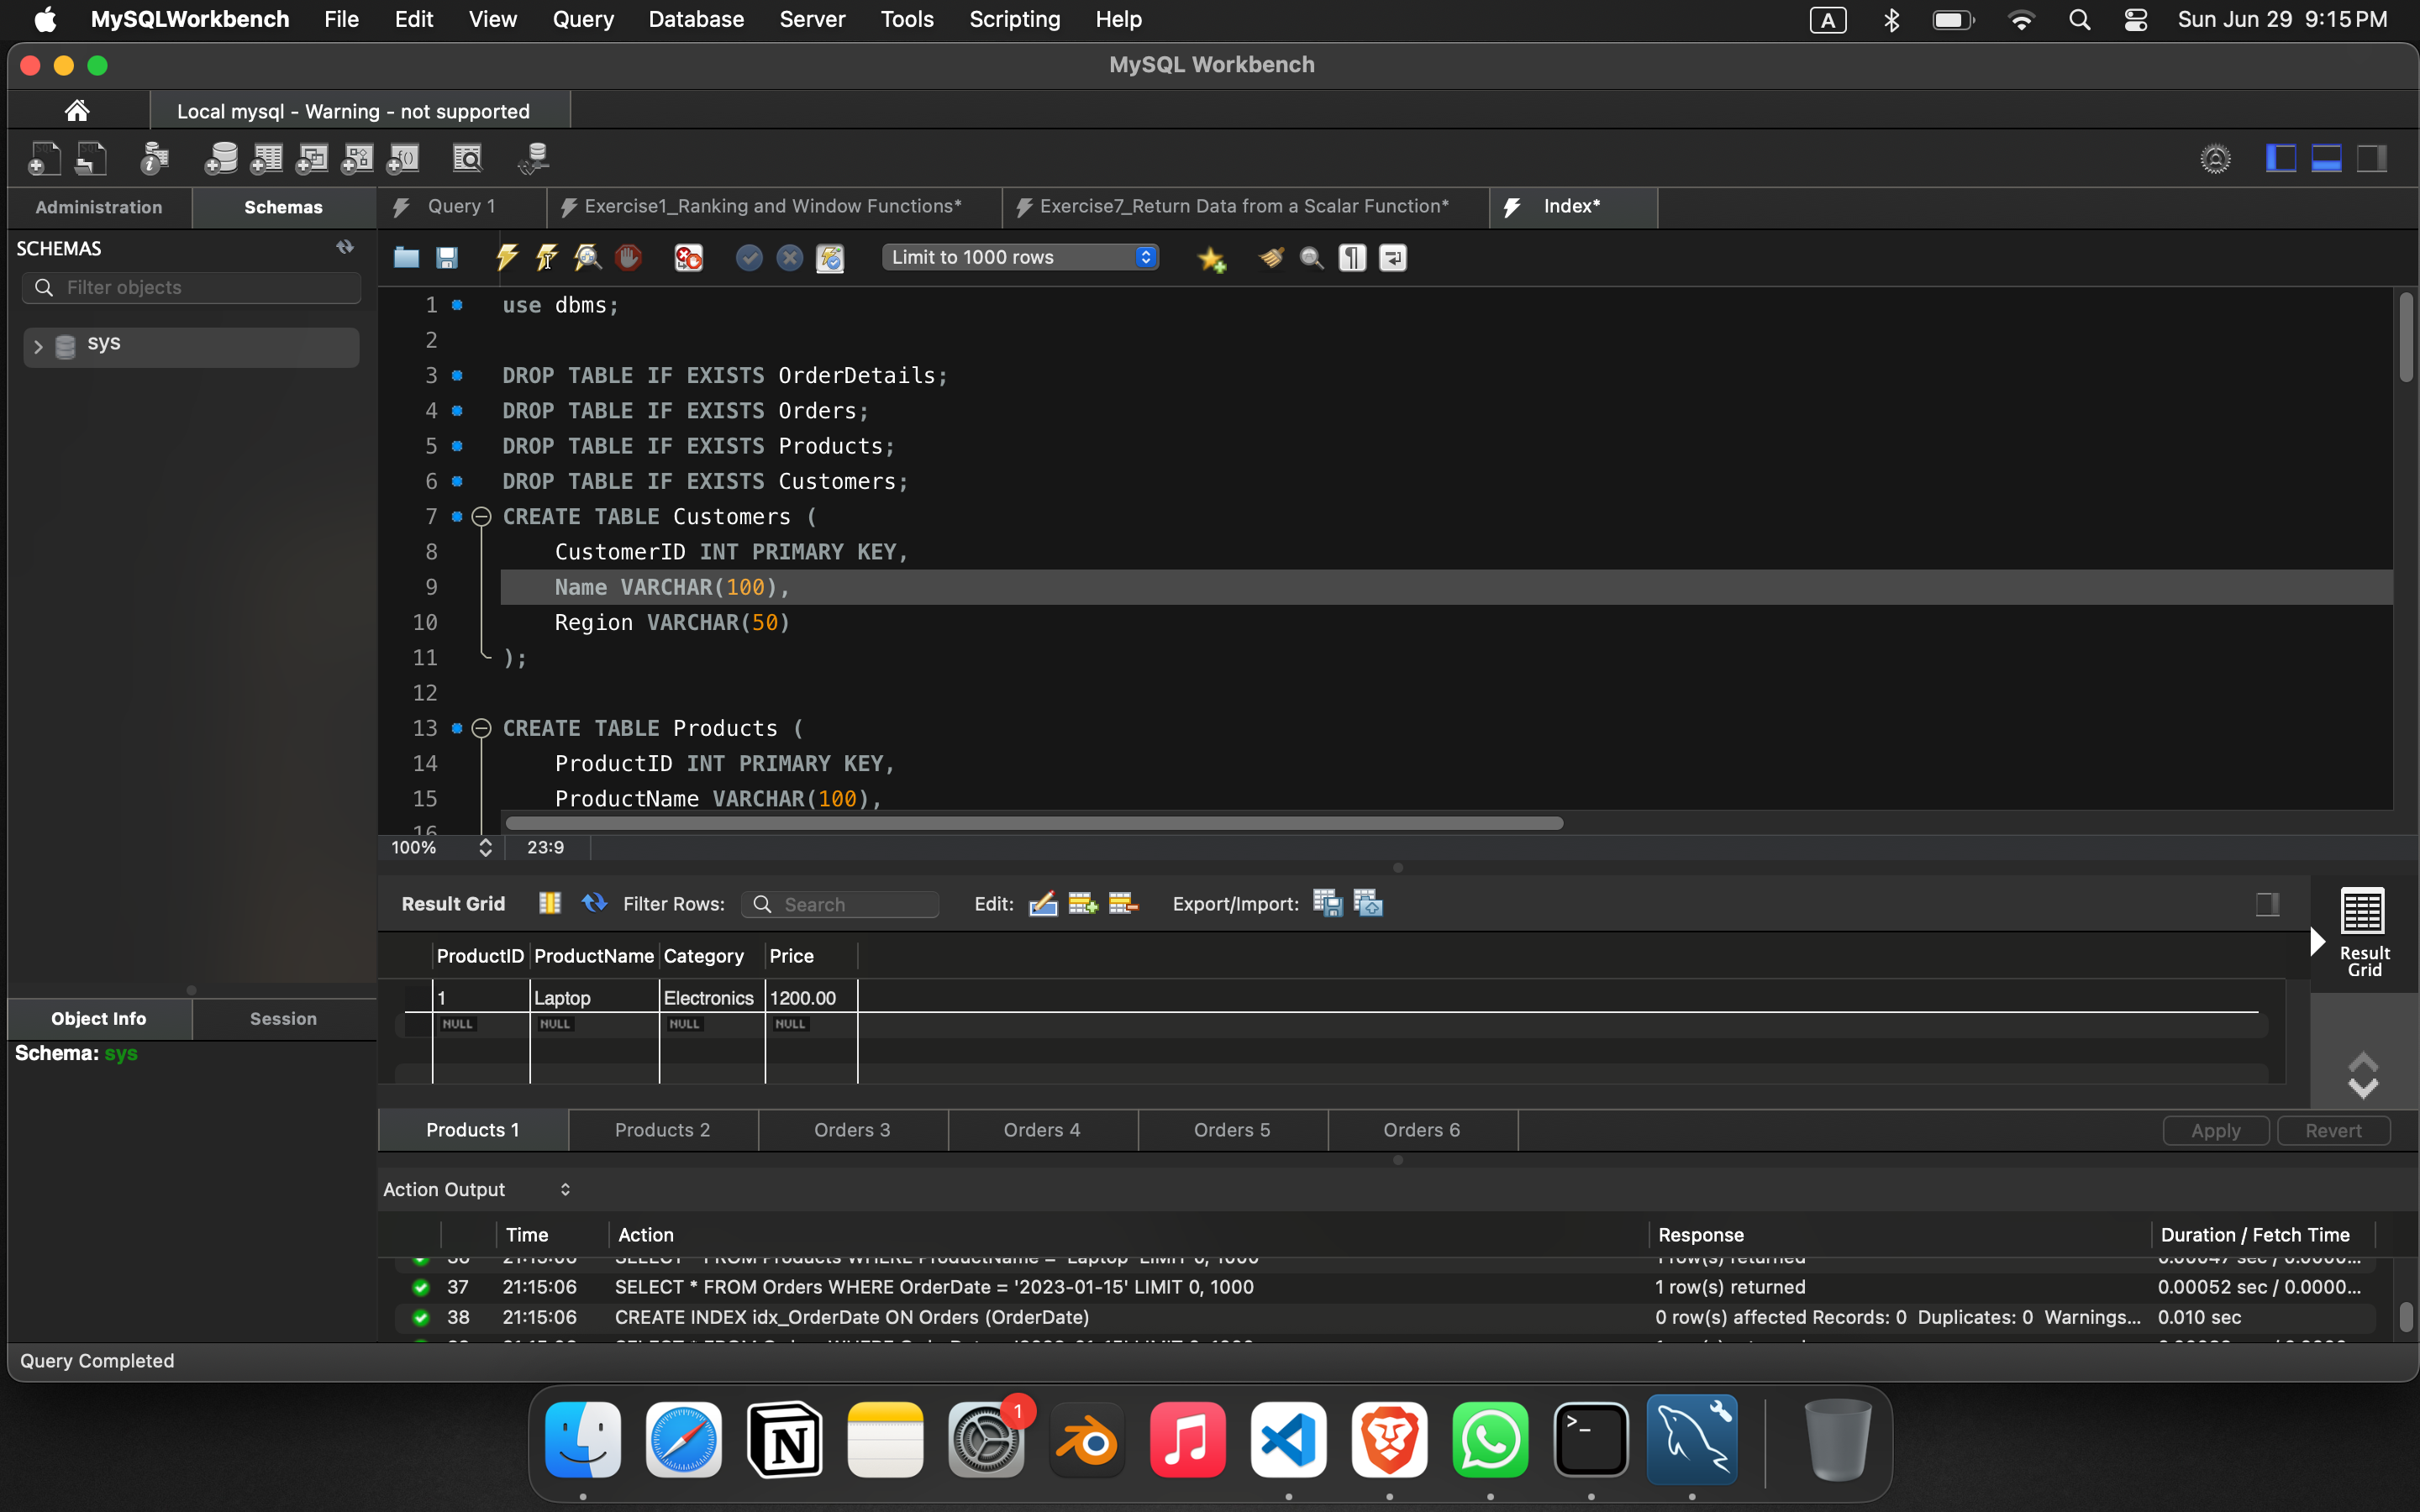 MySQLWorkbench File Edit View Query Database Server Tools Scripting Help A Sun Jun 29 9:15 PM
MySQL Workbench
Local mysql - Warning - not supported
Administration Schemas Query 1 Exercise1_Ranking and Window Functions* Exercise7_Return Data from a Scalar Function* Index*
SCHEMAS
Limit to 1000 rows
Filter objects
sys
1 use dbms;
2
3 DROP TABLE IF EXISTS OrderDetails;
4 DROP TABLE IF EXISTS Orders;
5 DROP TABLE IF EXISTS Products;
6 DROP TABLE IF EXISTS Customers;
7 CREATE TABLE Customers (
8 CustomerID INT PRIMARY KEY,
9 Name VARCHAR(100),
10 Region VARCHAR(50)
11 );
12
13 CREATE TABLE Products (
14 ProductID INT PRIMARY KEY,
15 ProductName VARCHAR(100),
16
100% 23:9
Result Grid Filter Rows: Search Edit: Export/Import:
Result Grid
ProductID ProductName Category Price
1 Laptop Electronics 1200.00
NULL NULL NULL NULL
Object Info Session
Schema: sys
Products 1 Products 2 Orders 3 Orders 4 Orders 5 Orders 6 Apply Revert
Action Output
Time Action Response Duration / Fetch Time
36 21:15:06 SELECT * FROM Products WHERE ProductName = 'Laptop' LIMIT 0, 1000 1 row(s) returned
37 21:15:06 SELECT * FROM Orders WHERE OrderDate = '2023-01-15' LIMIT 0, 1000 1 row(s) returned 0.00052 sec / 0.0000...
38 21:15:06 CREATE INDEX idx_OrderDate ON Orders (OrderDate) 0 row(s) affected Records: 0 Duplicates: 0 Warnings... 0.010 sec
Query Completed
1